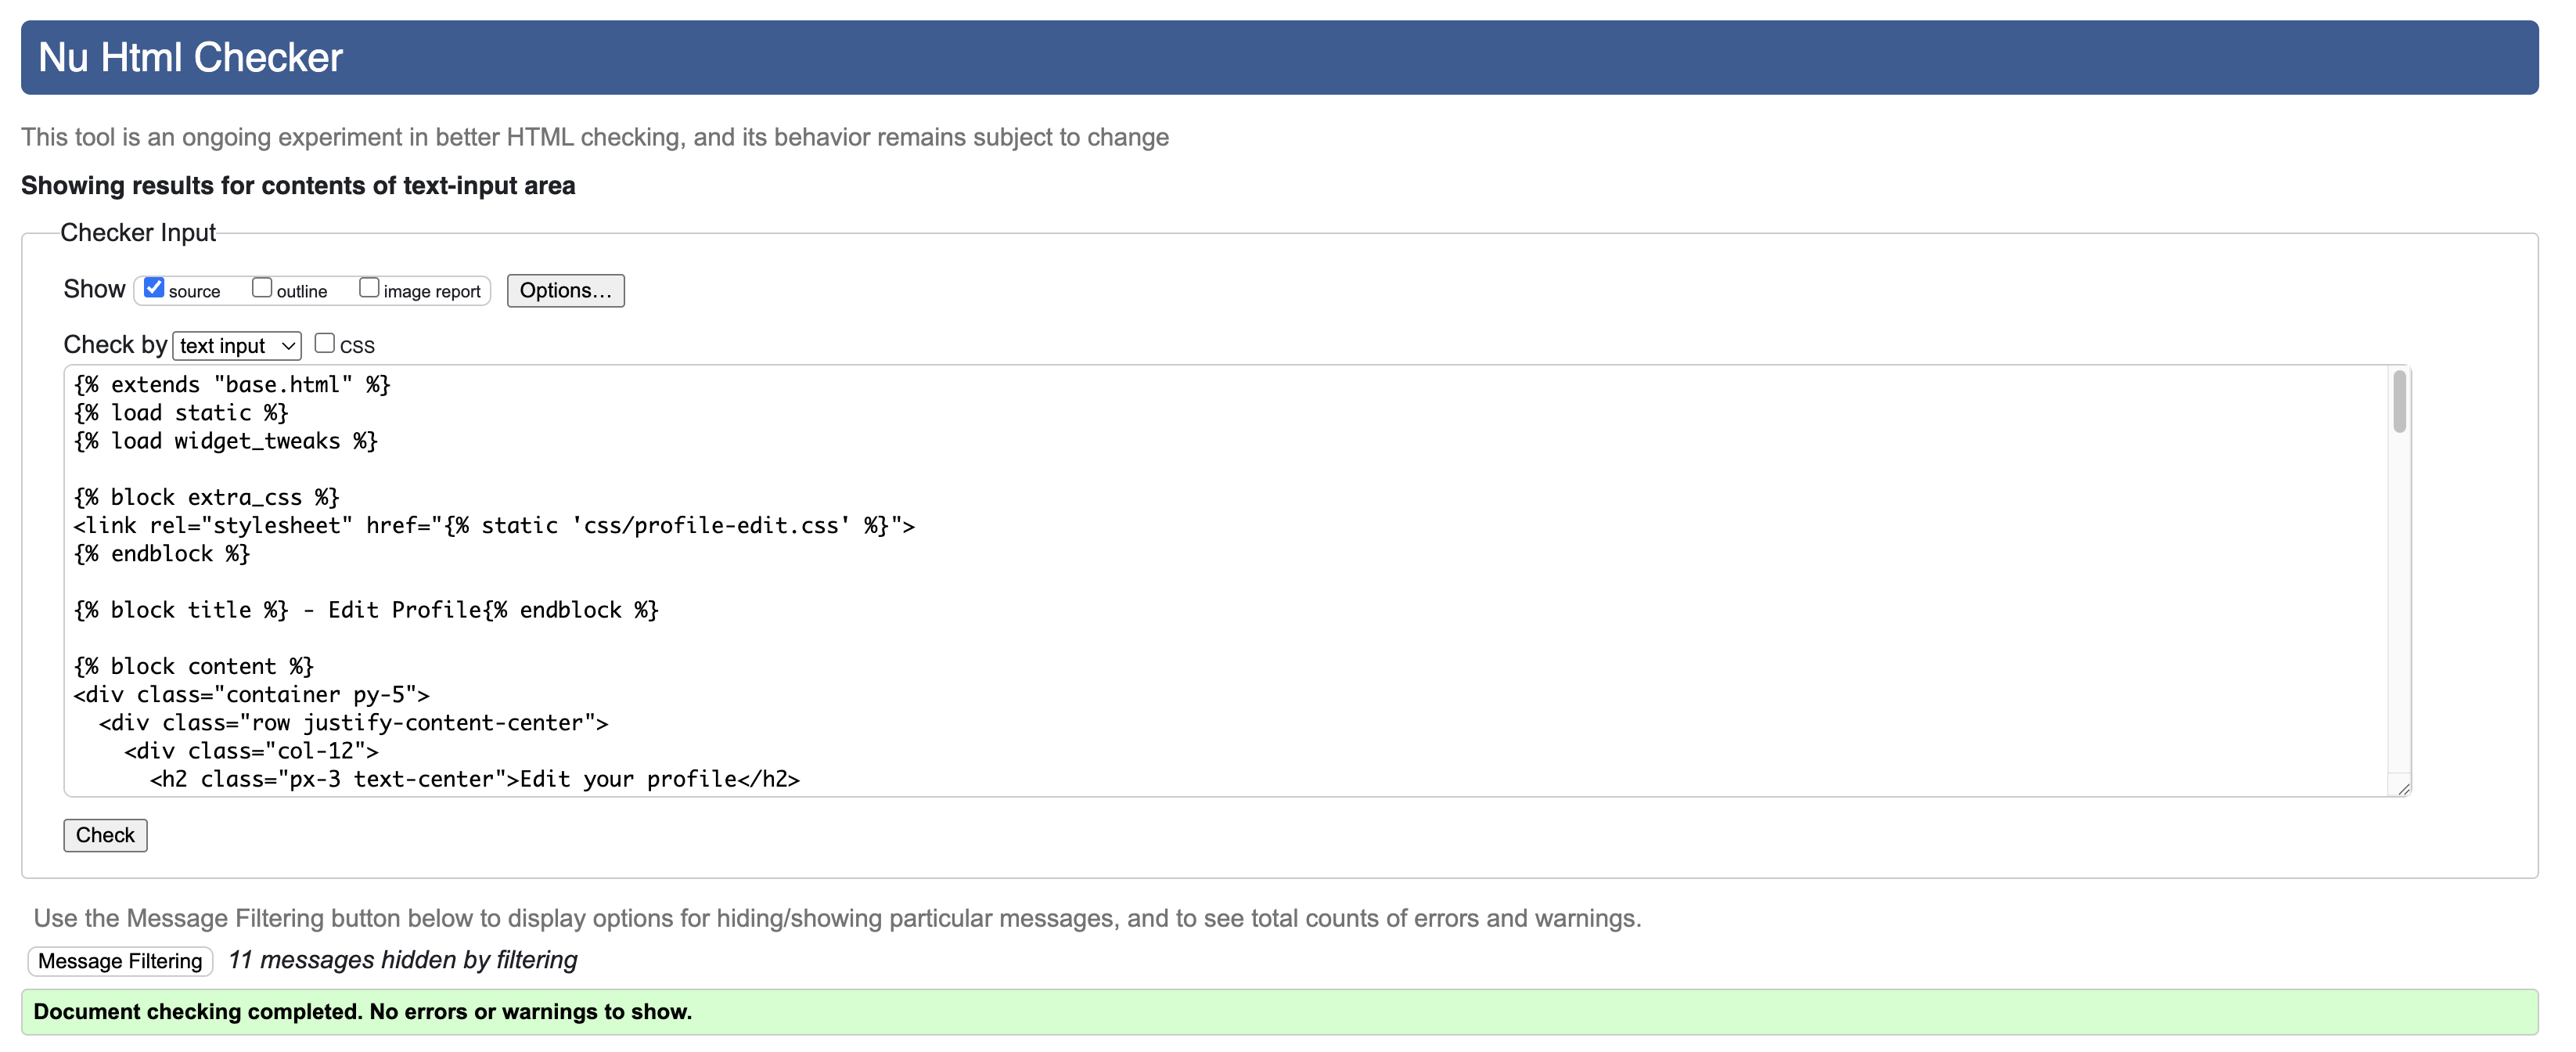 Nu Html Checker
This tool is an ongoing experiment in better HTML checking, and its behavior remains subject to change
Showing results for contents of text-input area
Checker Input
Show source outline image report Options...
Check by text input CSS
{% extends "base.html" %}
{% load static %}
{% load widget_tweaks %}
{% block extra_css %}
<link rel="stylesheet" href="{% static 'css/profile-edit.css' %}">
{% endblock %}
{% block title %} - Edit Profile{% endblock %}
{% block content %}
<div class="container py-5">
  <div class="row justify-content-center">
    <div class="col-12">
      <h2 class="px-3 text-center">Edit your profile</h2>
Check
Use the Message Filtering button below to display options for hiding/showing particular messages, and to see total counts of errors and warnings.
Message Filtering 11 messages hidden by filtering
Document checking completed. No errors or warnings to show.